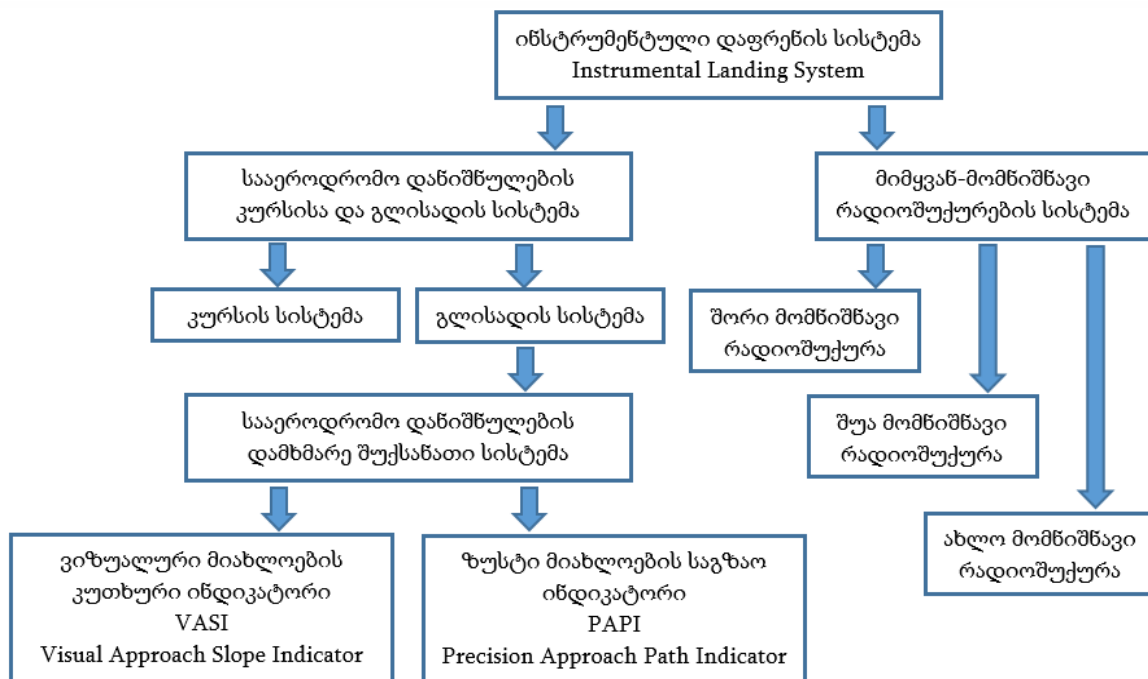 ინსტრუმენტული დაფრენის სისტემა
Instrumental Landing System
სააეროდრომო დანიშნულების
კურსისა და გლისადის სისტემა
მიმყვან-მომნიშნავი
რადიოშუქურების სისტემა
კურსის სისტემა
გლისადის სისტემა
შორი მომნიშნავი
რადიოშუქურა
სააეროდრომო დანიშნულების
დამხმარე შუქსანათი სისტემა
შუა მომნიშნავი
რადიოშუქურა
ახლო მომნიშნავი
რადიოშუქურა
ვიზუალური მიახლოების
კუთხური ინდიკატორი
VASI
Visual Approach Slope Indicator
ზუსტი მიახლოების საგზაო
ინდიკატორი
PAPI
Precision Approach Path Indicator